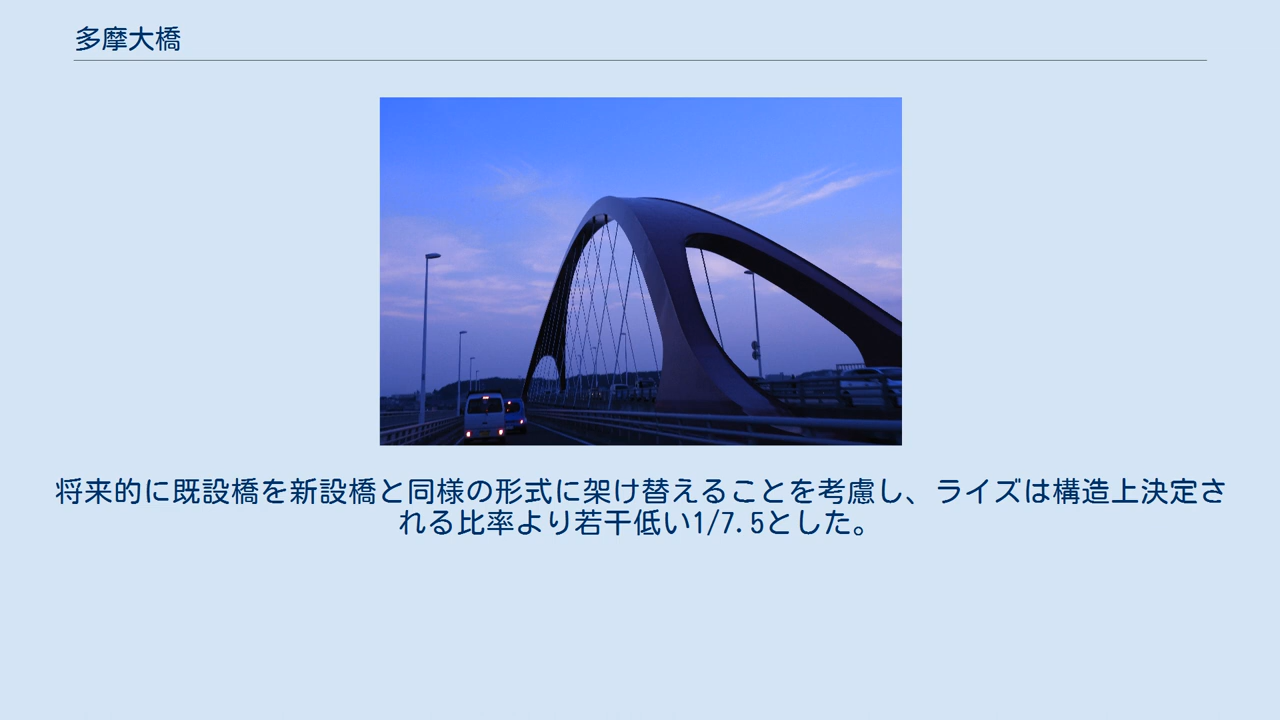 多摩大橋
将来的に既設橋を新設橋と同様の形式に架け替えることを考慮し、ライズは構造上決定さ
れる比率より若干低い1/7.5とした。